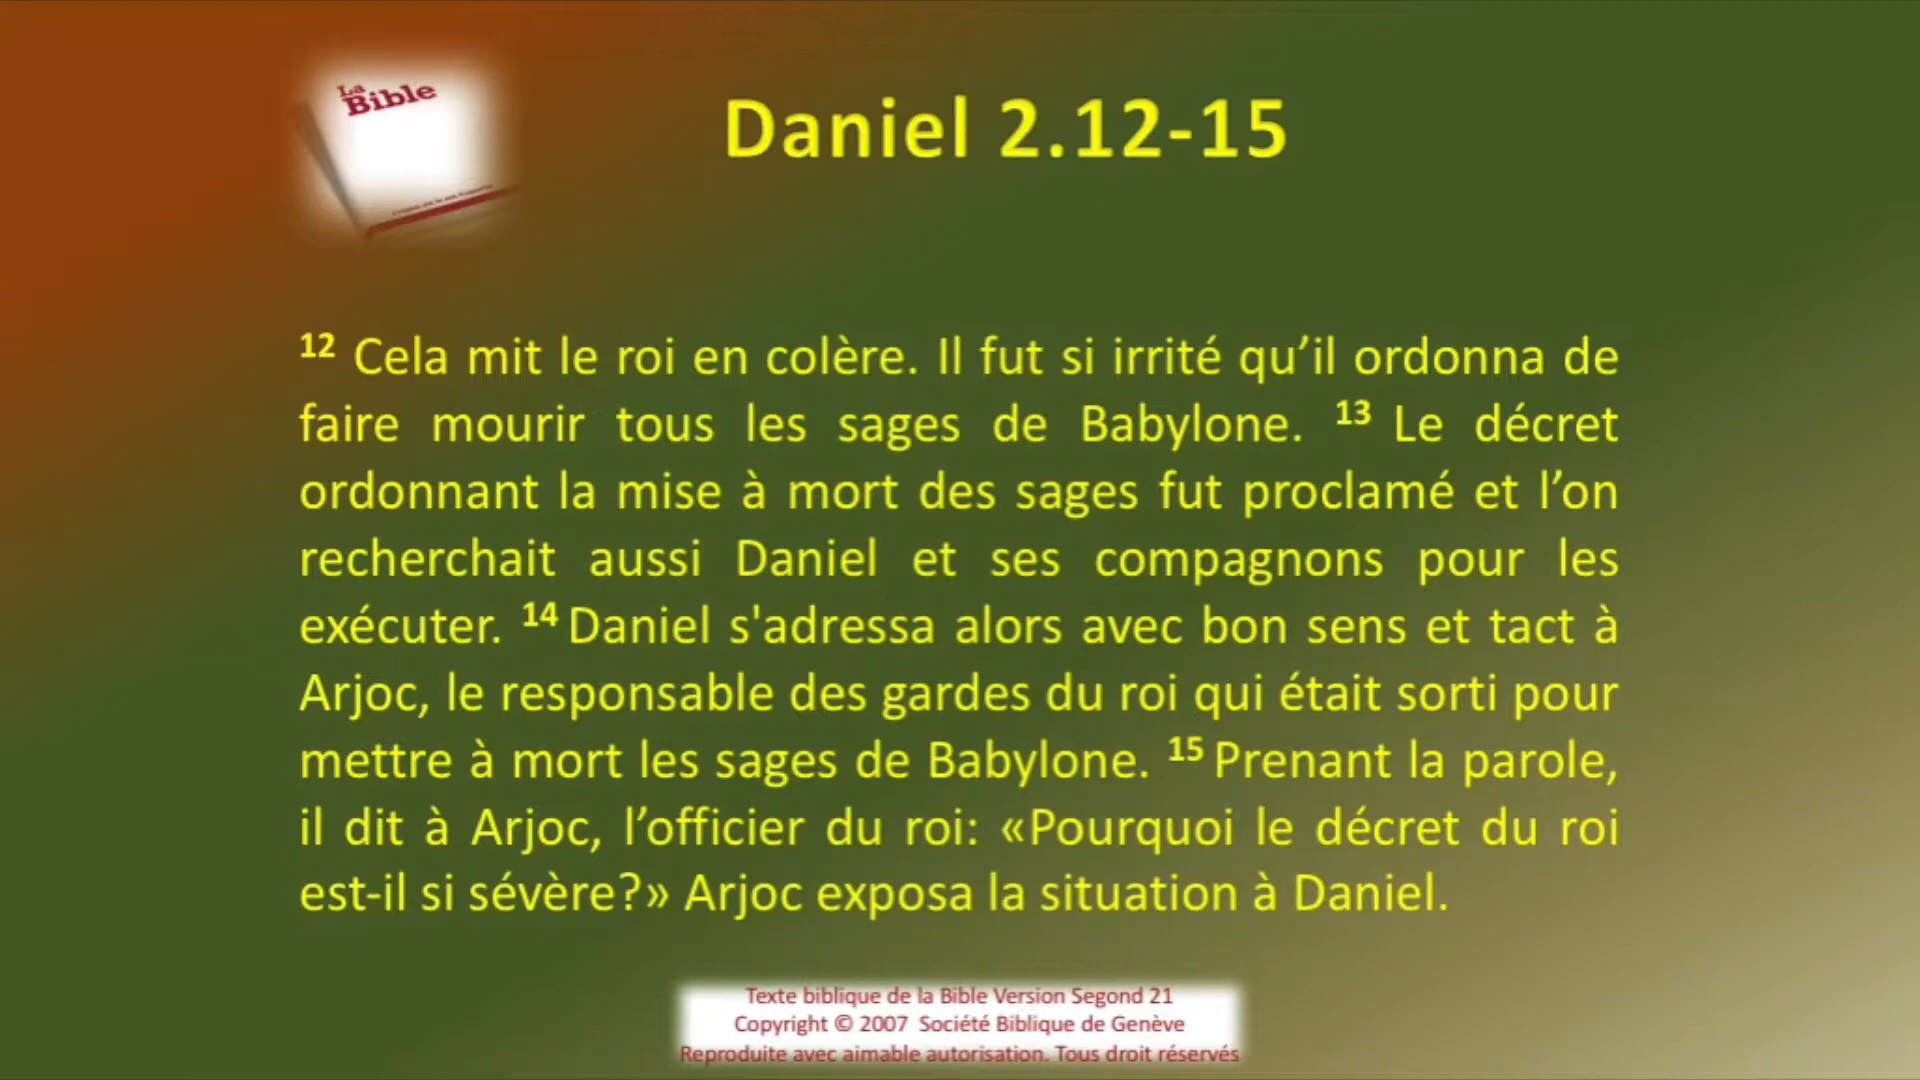 La
Bible
Daniel 2.12-15
12 Cela mit le roi en colère. Il fut si irrité qu’il ordonna de
faire mourir tous les sages de Babylone. 13 Le décret
ordonnant la mise à mort des sages fut proclamé et l’on
recherchait aussi Daniel et ses compagnons pour les
exécuter. 14 Daniel s'adressa alors avec bon sens et tact à
Arjoc, le responsable des gardes du roi qui était sorti pour
mettre à mort les sages de Babylone. 15 Prenant la parole,
il dit à Arjoc, l’officier du roi: «Pourquoi le décret du roi
est-il si sévère?» Arjoc exposa la situation à Daniel.
Texte biblique de la Bible Version Segond 21
Copyright © 2007 Société Biblique de Genève
Reproduite avec aimable autorisation. Tous droit réservés